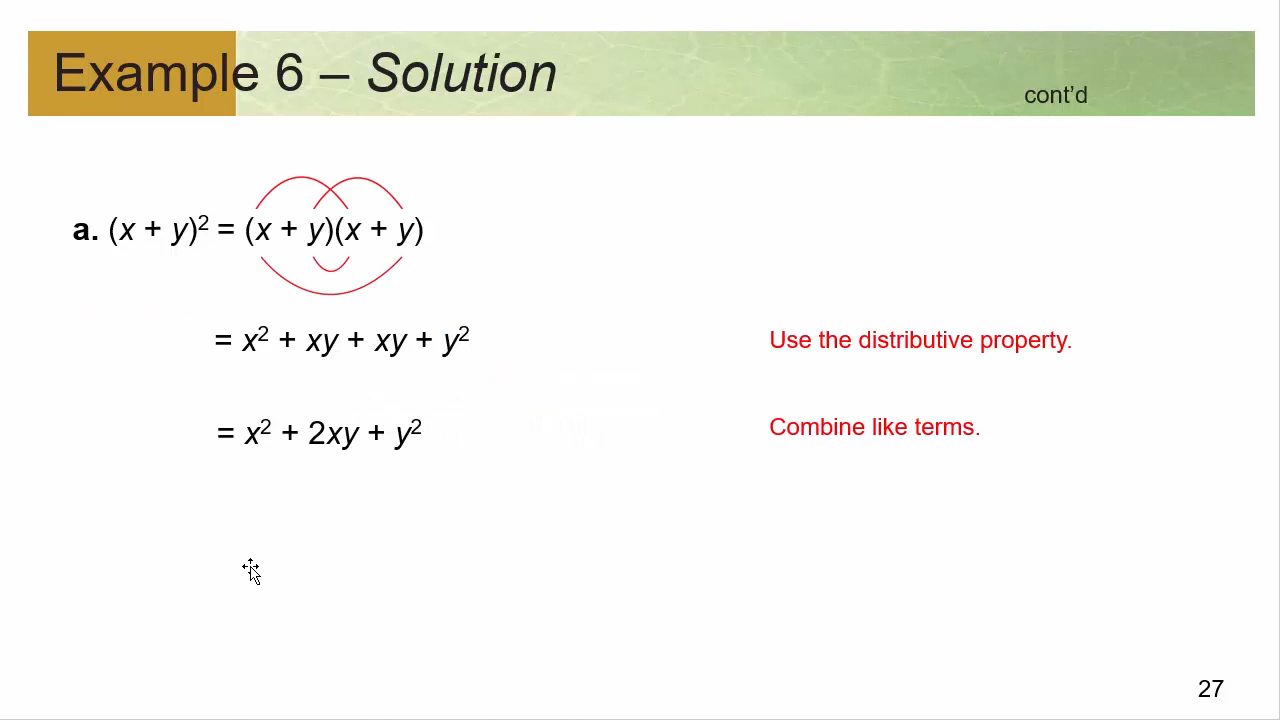 Example 6 – Solution
cont’d
a. (x + y)² = (x + y)(x + y)
= x² + xy + xy + y² Use the distributive property.
= x² + 2xy + y² Combine like terms.
27